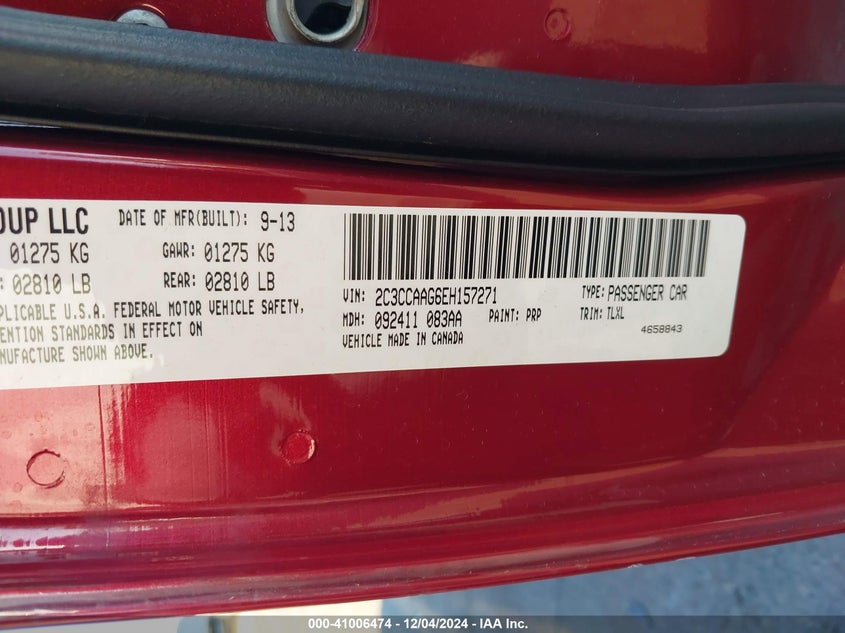 OUP LLC DATE OF MFR(BUILT): 9-13
01275 KG GAWR: 01275 KG
02810 LB REAR: 02810 LB
PLICABLE U.S.A. FEDERAL MOTOR VEHICLE SAFETY,
ENTION STANDARDS IN EFFECT ON
NUFACTURE SHOWN ABOVE.
VIN: 2C3CCAAG6EH157271 TYPE: PASSENGER CAR
MDH: 092411 083AA PAINT: PRP TRIM: TLXL
VEHICLE MADE IN CANADA 4658843
000-41006474 - 12/04/2024 - IAA Inc.